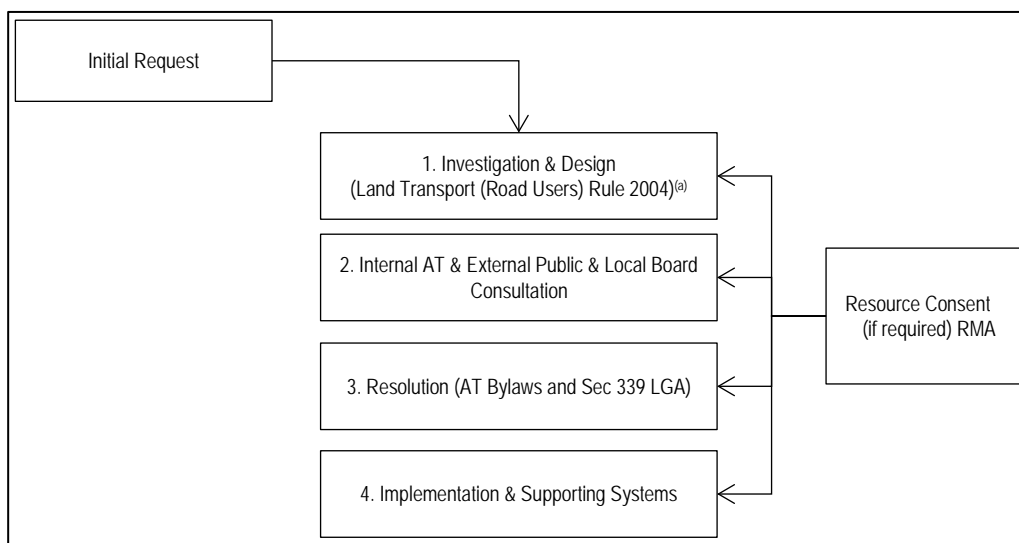 Initial Request
1. Investigation & Design
(Land Transport (Road Users) Rule 2004)(a)
2. Internal AT & External Public & Local Board
Consultation
Resource Consent
(if required) RMA
3. Resolution (AT Bylaws and Sec 339 LGA)
4. Implementation & Supporting Systems